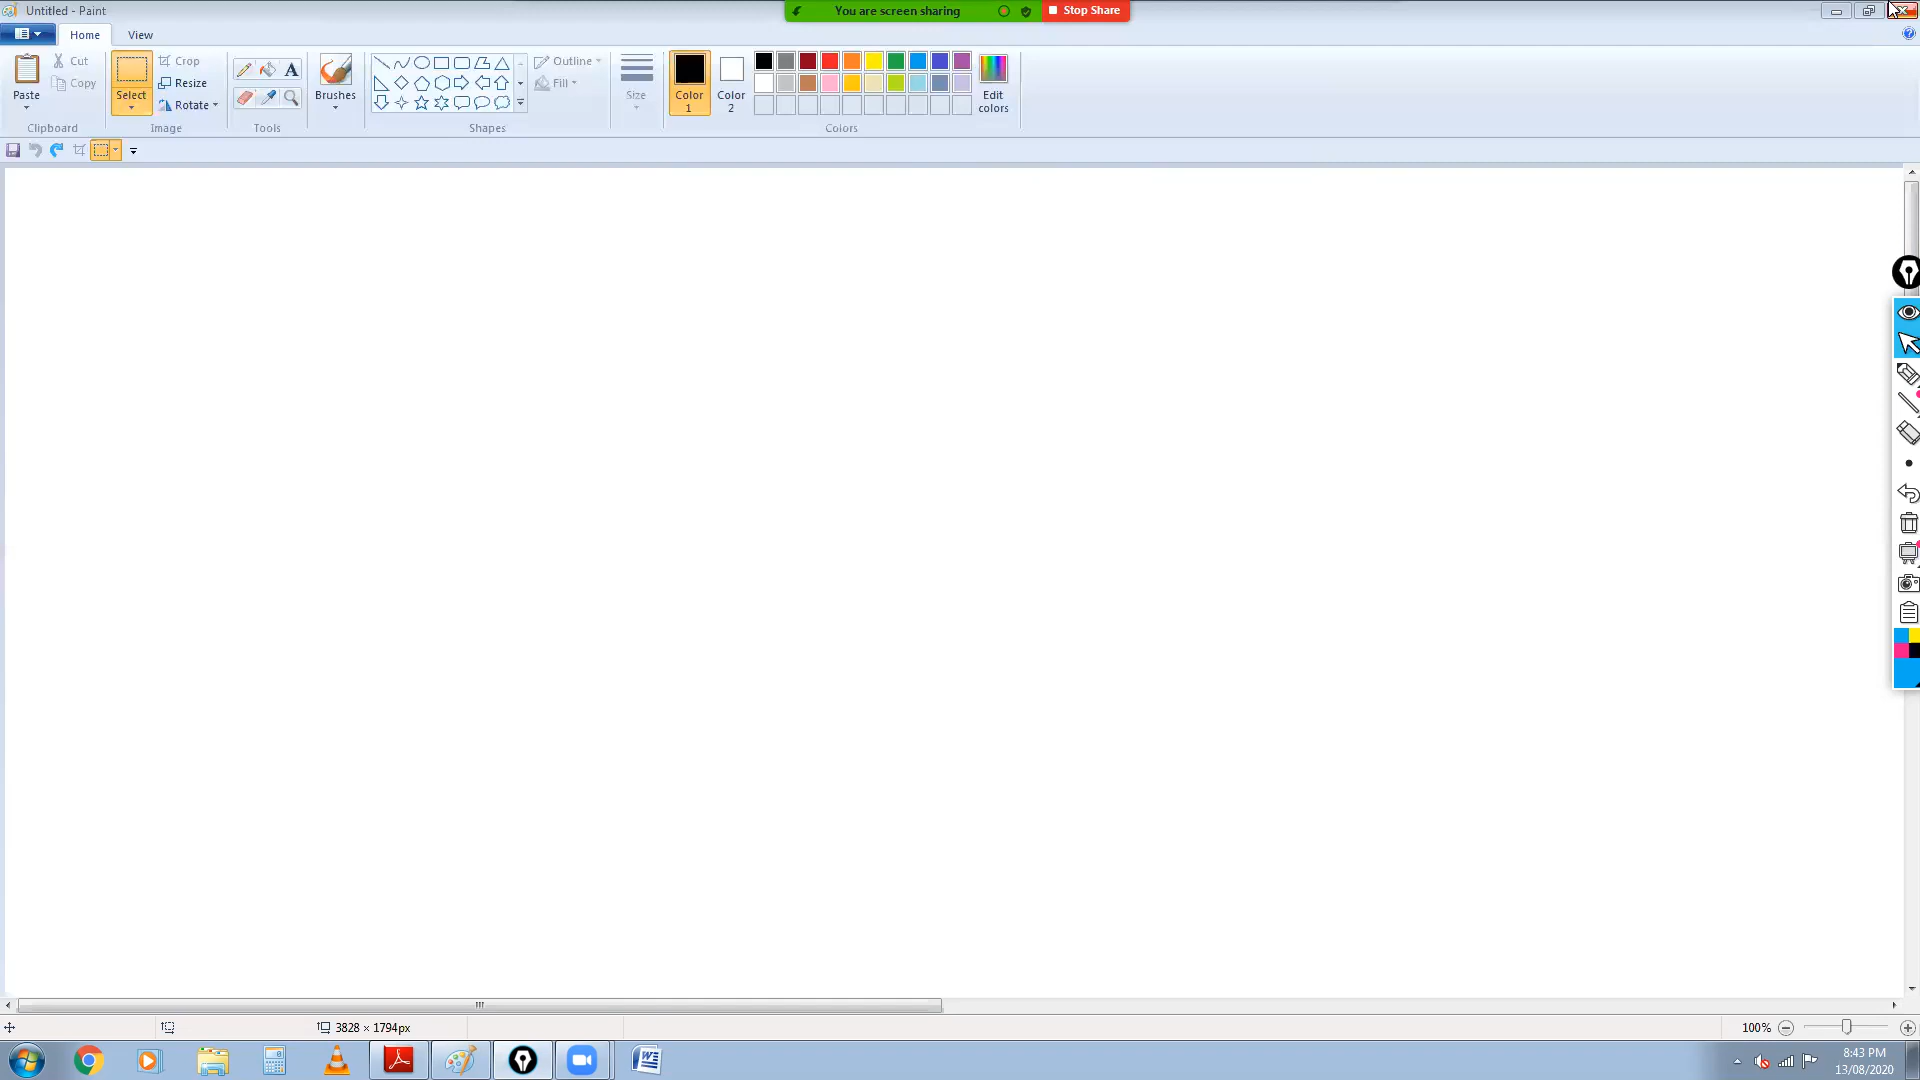 Untitled - Paint
You are screen sharing
Stop Share
Home
View
Paste
Cut
Copy
Clipboard
Select
Crop
Resize
Rotate
Image
A
Tools
Brushes
Outline
Fill
Shapes
Size
Color
1
Color
2
Edit
colors
Colors
3828 × 1794px
100%
8:43 PM
13/08/2020